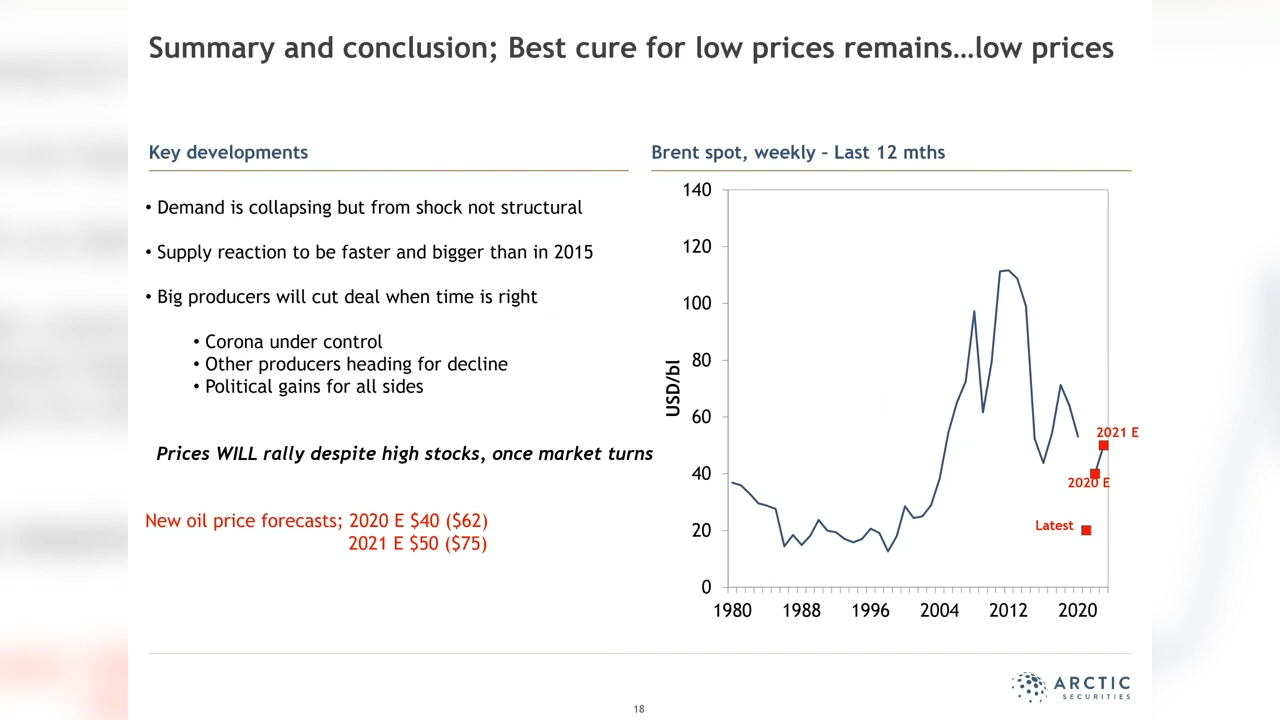 Summary and conclusion; Best cure for low prices remains…low prices
Key developments
• Demand is collapsing but from shock not structural
• Supply reaction to be faster and bigger than in 2015
• Big producers will cut deal when time is right
• Corona under control
• Other producers heading for decline
• Political gains for all sides
Prices WILL rally despite high stocks, once market turns
New oil price forecasts; 2020 E $40 ($62)
2021 E $50 ($75)
Brent spot, weekly – Last 12 mths
USD/bl
140
120
100
80
60
40
20
0
1980 1988 1996 2004 2012 2020
2021 E
2020 E
Latest
ARCTIC
SECURITIES
18